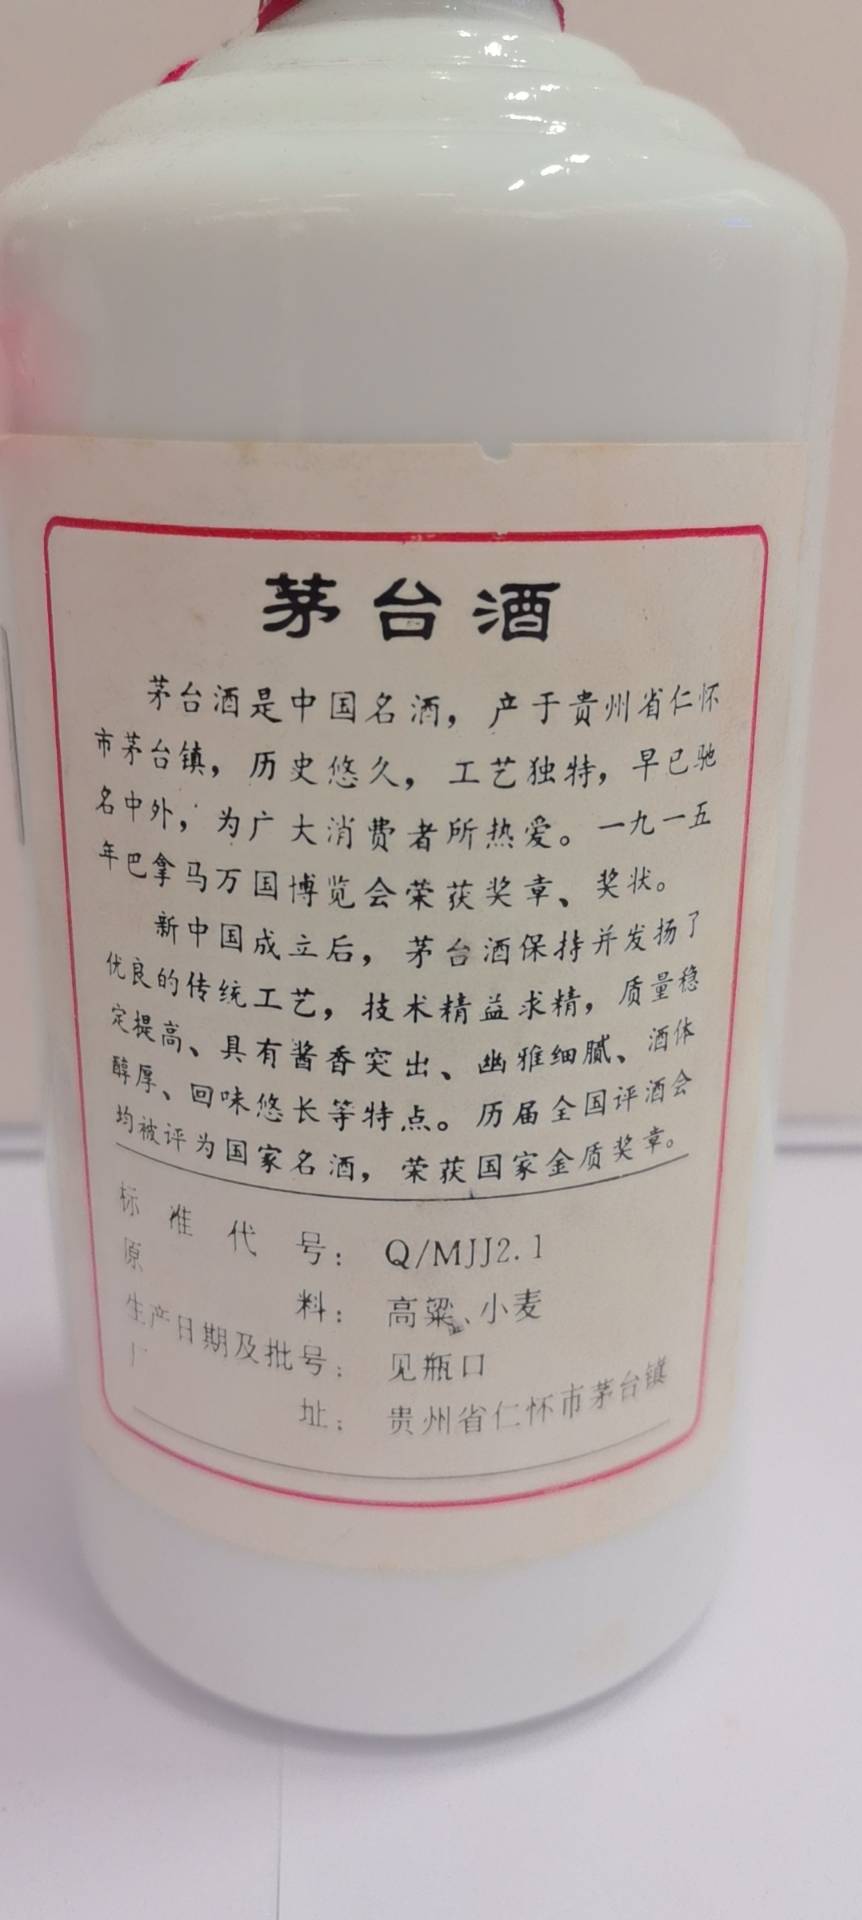 茅台酒
茅台酒是中国名酒，产于贵州省仁怀
市茅台镇，历史悠久，工艺独特，早已驰
名中外，为广大消费者所热爱。一九一五
年巴拿马万国博览会荣获奖章、奖状。
新中国成立后，茅台酒保持并发扬了
优良的传统工艺，技术精益求精，质量稳
定提高、具有酱香突出、幽雅细腻、酒体
醇厚、回味悠长等特点。历届全国评酒会
均被评为国家名酒，荣获国家金质奖章。
标准代号：Q/MJJ2.1
原料：高粱、小麦
生产日期及批号：见瓶口
厂址：贵州省仁怀市茅台镇